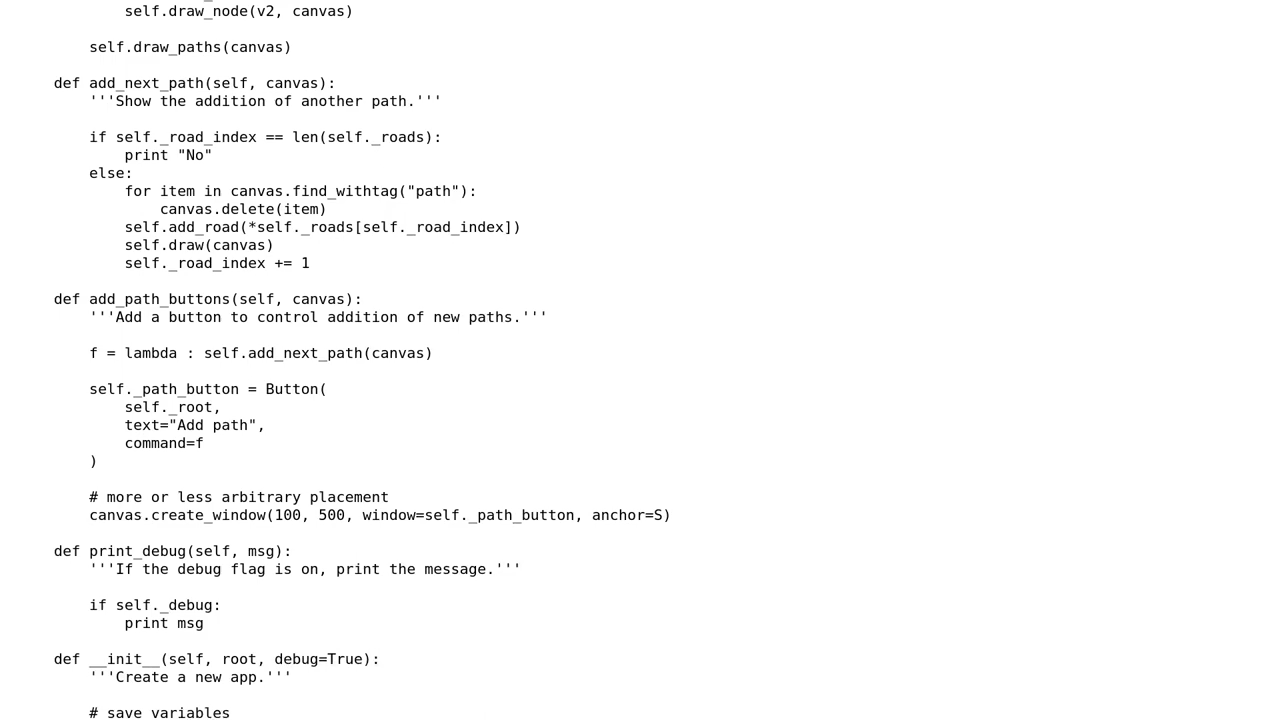 self.draw_node(v2, canvas)

        self.draw_paths(canvas)

    def add_next_path(self, canvas):
        '''Show the addition of another path.'''

        if self._road_index == len(self._roads):
            print "No"
        else:
            for item in canvas.find_withtag("path"):
                canvas.delete(item)
            self.add_road(*self._roads[self._road_index])
            self.draw(canvas)
            self._road_index += 1

    def add_path_buttons(self, canvas):
        '''Add a button to control addition of new paths.'''

        f = lambda : self.add_next_path(canvas)

        self._path_button = Button(
            self._root,
            text="Add path",
            command=f
        )

        # more or less arbitrary placement
        canvas.create_window(100, 500, window=self._path_button, anchor=S)

    def print_debug(self, msg):
        '''If the debug flag is on, print the message.'''

        if self._debug:
            print msg

    def __init__(self, root, debug=True):
        '''Create a new app.'''

        # save variables